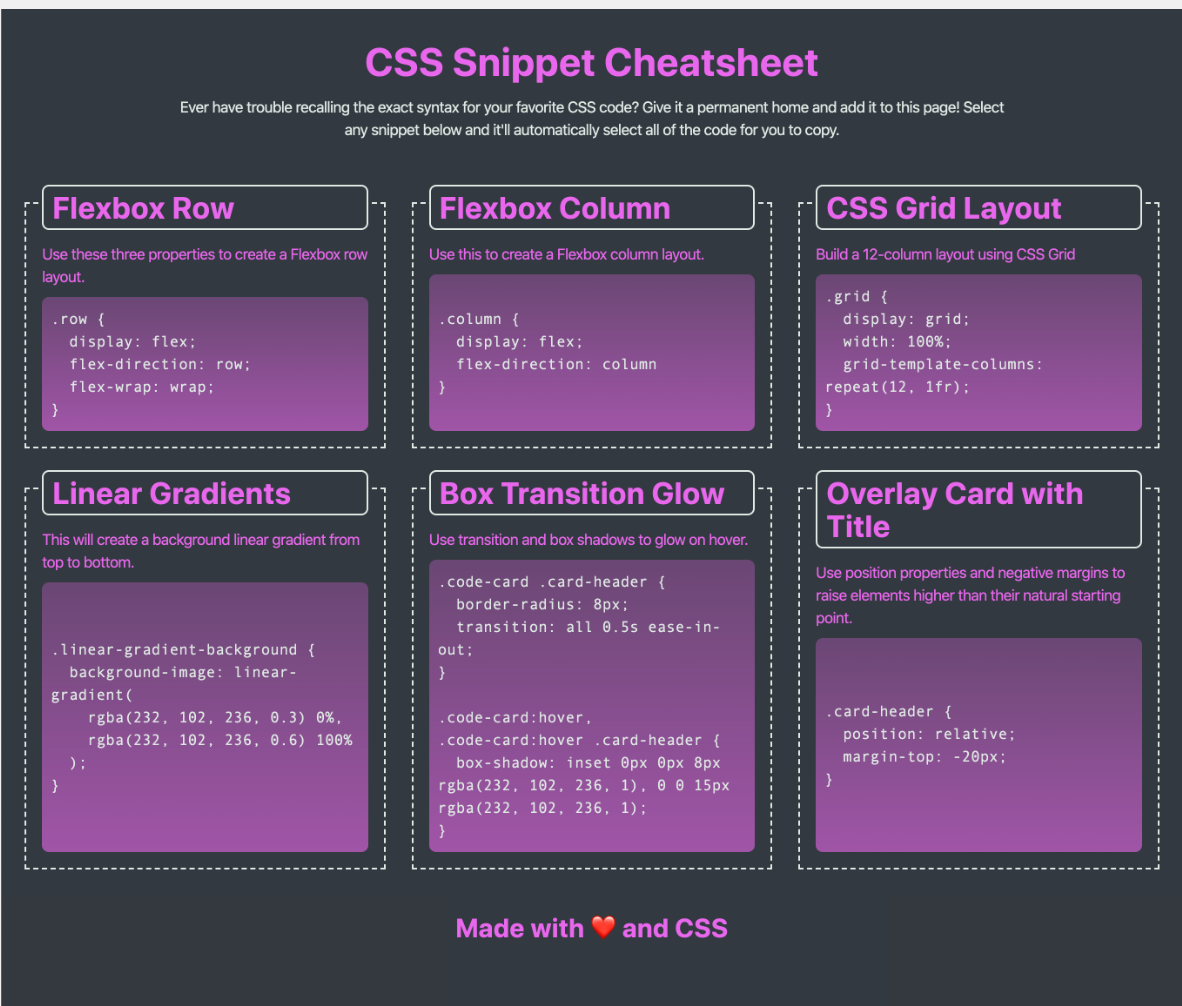 CSS Snippet Cheatsheet
Ever have trouble recalling the exact syntax for your favorite CSS code? Give it a permanent home and add it to this page! Select
any snippet below and it'll automatically select all of the code for you to copy.
Flexbox Row
Use these three properties to create a Flexbox row
layout.
.row {
  display: flex;
  flex-direction: row;
  flex-wrap: wrap;
}
Flexbox Column
Use this to create a Flexbox column layout.
.column {
  display: flex;
  flex-direction: column
}
CSS Grid Layout
Build a 12-column layout using CSS Grid
.grid {
  display: grid;
  width: 100%;
  grid-template-columns:
repeat(12, 1fr);
}
Linear Gradients
This will create a background linear gradient from
top to bottom.
.linear-gradient-background {
  background-image: linear-
gradient(
    rgba(232, 102, 236, 0.3) 0%,
    rgba(232, 102, 236, 0.6) 100%
  );
}
Box Transition Glow
Use transition and box shadows to glow on hover.
.code-card .card-header {
  border-radius: 8px;
  transition: all 0.5s ease-in-
out;
}
.code-card:hover,
.code-card:hover .card-header {
  box-shadow: inset 0px 0px 8px
rgba(232, 102, 236, 1), 0 0 15px
rgba(232, 102, 236, 1);
}
Overlay Card with
Title
Use position properties and negative margins to
raise elements higher than their natural starting
point.
.card-header {
  position: relative;
  margin-top: -20px;
}
Made with ❤️ and CSS